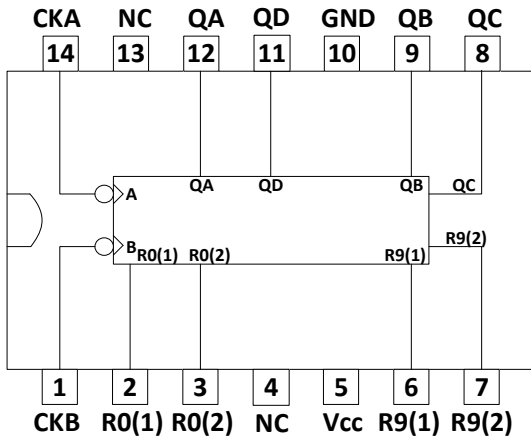 CKA NC QA QD GND QB QC
14 13 12 11 10 9 8
QA QD QB QC
A
B R0(1) R0(2) R9(1) R9(2)
1 2 3 4 5 6 7
CKB R0(1) R0(2) NC Vcc R9(1) R9(2)